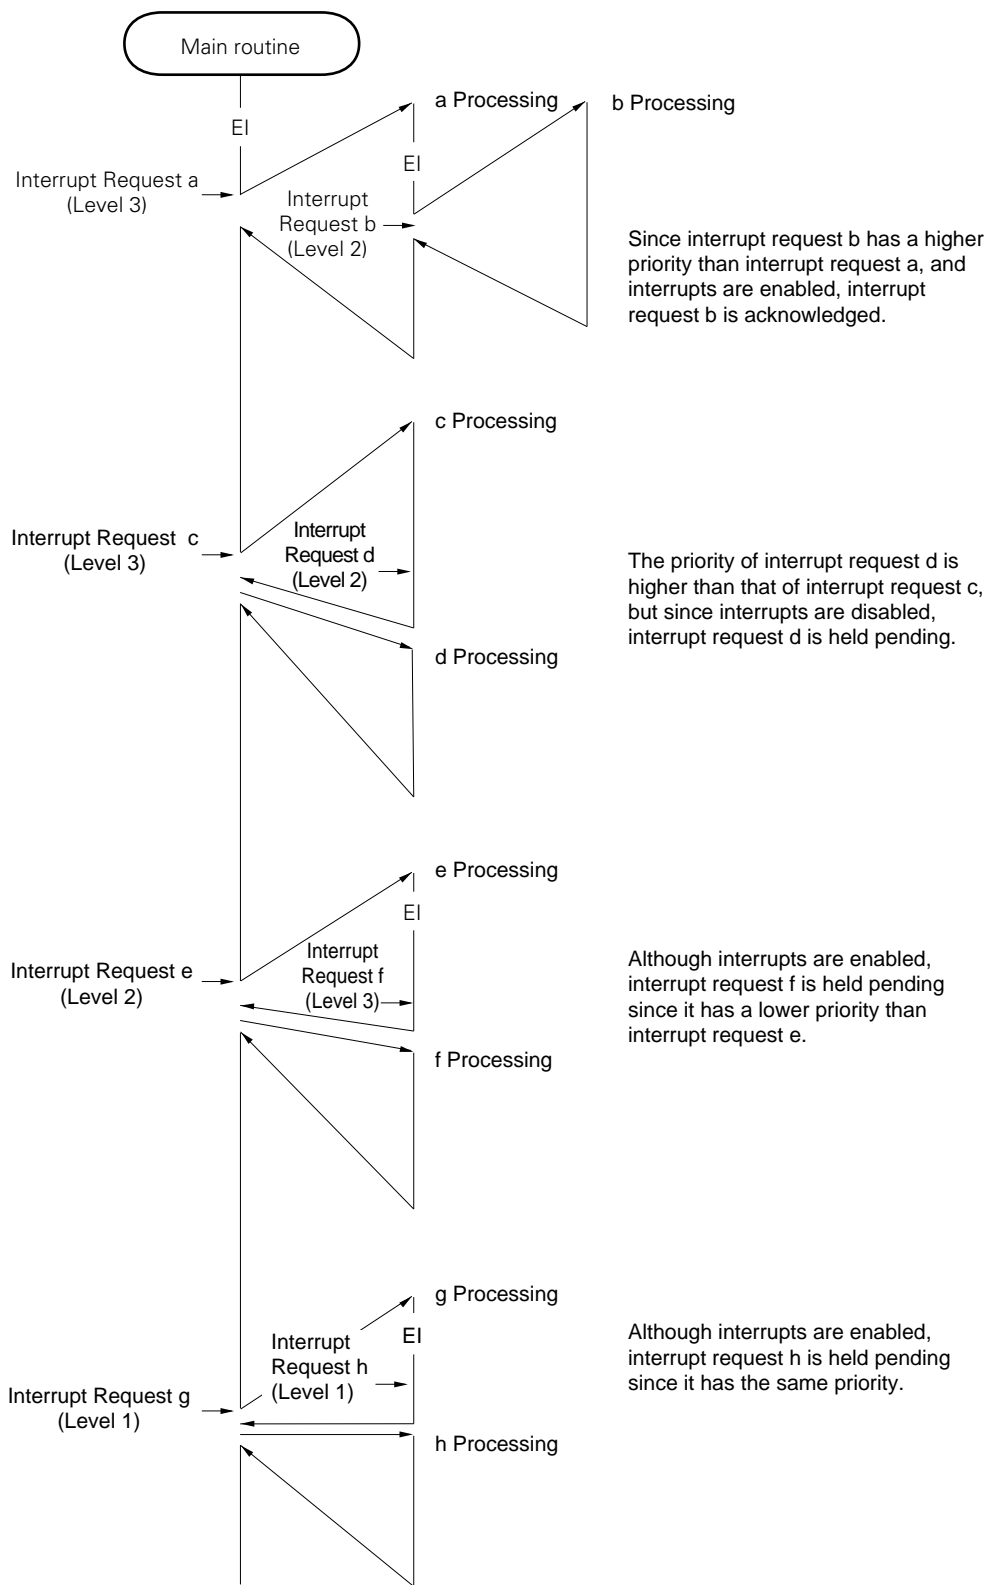 Main routine
EI
a Processing
b Processing
EI
Interrupt Request a
(Level 3)
Interrupt
Request b
(Level 2)
Since interrupt request b has a higher
priority than interrupt request a, and
interrupts are enabled, interrupt
request b is acknowledged.
c Processing
Interrupt Request c
(Level 3)
Interrupt
Request d
(Level 2)
The priority of interrupt request d is
higher than that of interrupt request c,
but since interrupts are disabled,
interrupt request d is held pending.
d Processing
e Processing
EI
Interrupt Request e
(Level 2)
Interrupt
Request f
(Level 3)
Although interrupts are enabled,
interrupt request f is held pending
since it has a lower priority than
interrupt request e.
f Processing
g Processing
EI
Interrupt
Request h
(Level 1)
Interrupt Request g
(Level 1)
Although interrupts are enabled,
interrupt request h is held pending
since it has the same priority.
h Processing